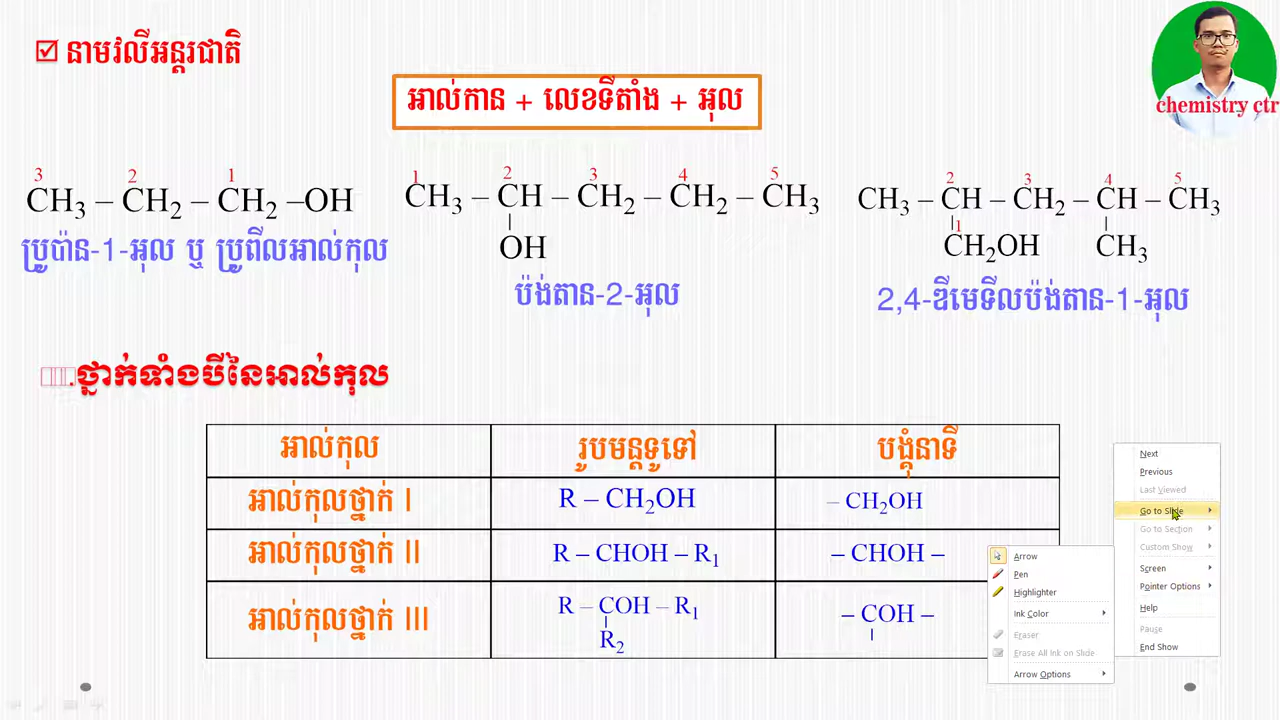 ☑ នាមវលីអន្តរជាតិ
អាល់កាន + លេខទីតាំង + អុល
chemistry ctr
3 2 1
CH₃ – CH₂ – CH₂ –OH
ប្រូប៉ាន-1-អុល ឬ ប្រូពីលអាល់កុល
1 2 3 4 5
CH₃ – CH – CH₂ – CH₂ – CH₃
OH
ប៉ង់តាន-2-អុល
2 3 4 5
CH₃ – CH – CH₂ – CH – CH₃
1
CH₂OH CH₃
2,4-ឌីមេទីលប៉ង់តាន-1-អុល
.ថ្នាក់ទាំងបីនៃអាល់កុល
អាល់កុល រូបមន្តទូទៅ បង្គុំនាទី
អាល់កុលថ្នាក់ I R – CH₂OH – CH₂OH
អាល់កុលថ្នាក់ II R – CHOH – R₁ – CHOH –
អាល់កុលថ្នាក់ III R – COH – R₁ – COH –
R₂
Next
Previous
Last Viewed
Go to Slide
Go to Section
Custom Show
Screen
Pointer Options
Help
Pause
End Show
Arrow
Pen
Highlighter
Ink Color
Eraser
Erase All Ink on Slide
Arrow Options